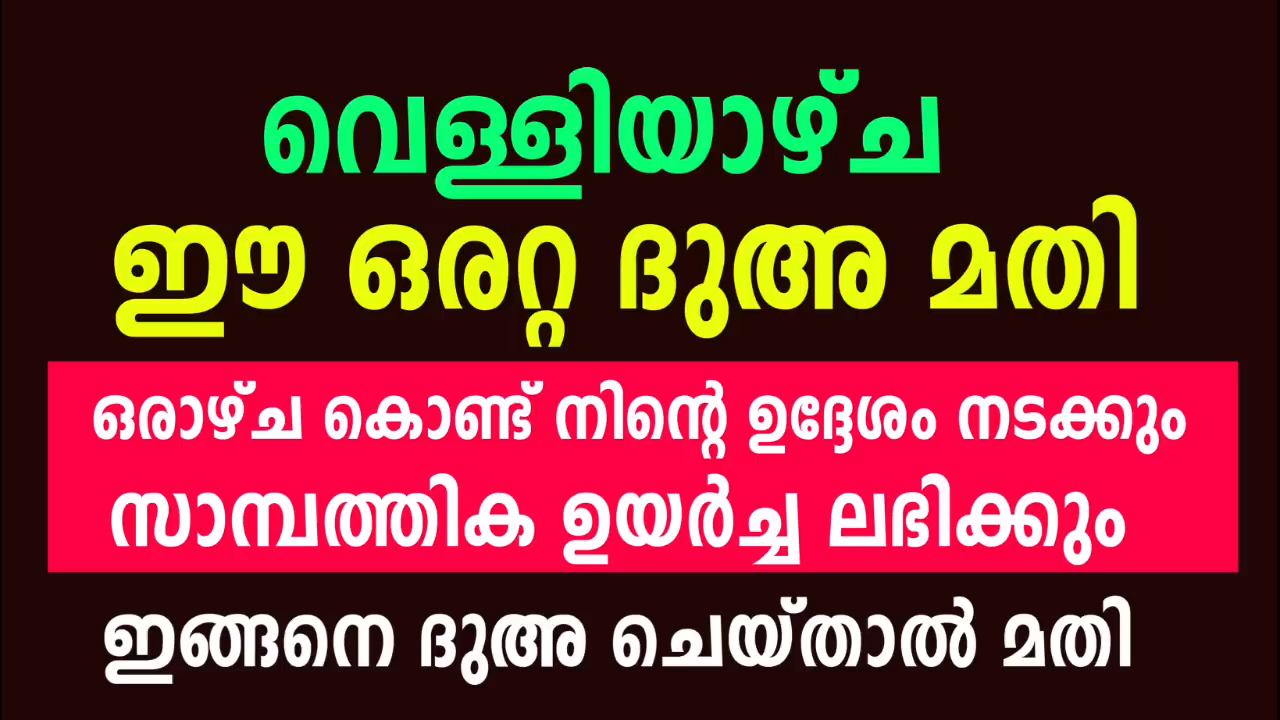 വെള്ളിയാഴ്ച
ഈ ഒരറ്റ ദുഅ മതി
ഒരാഴ്ച കൊണ്ട് നിന്റെ ഉദ്ദേശം നടക്കും
സാമ്പത്തിക ഉയർച്ച ലഭിക്കും
ഇങ്ങനെ ദുഅ ചെയ്താൽ മതി